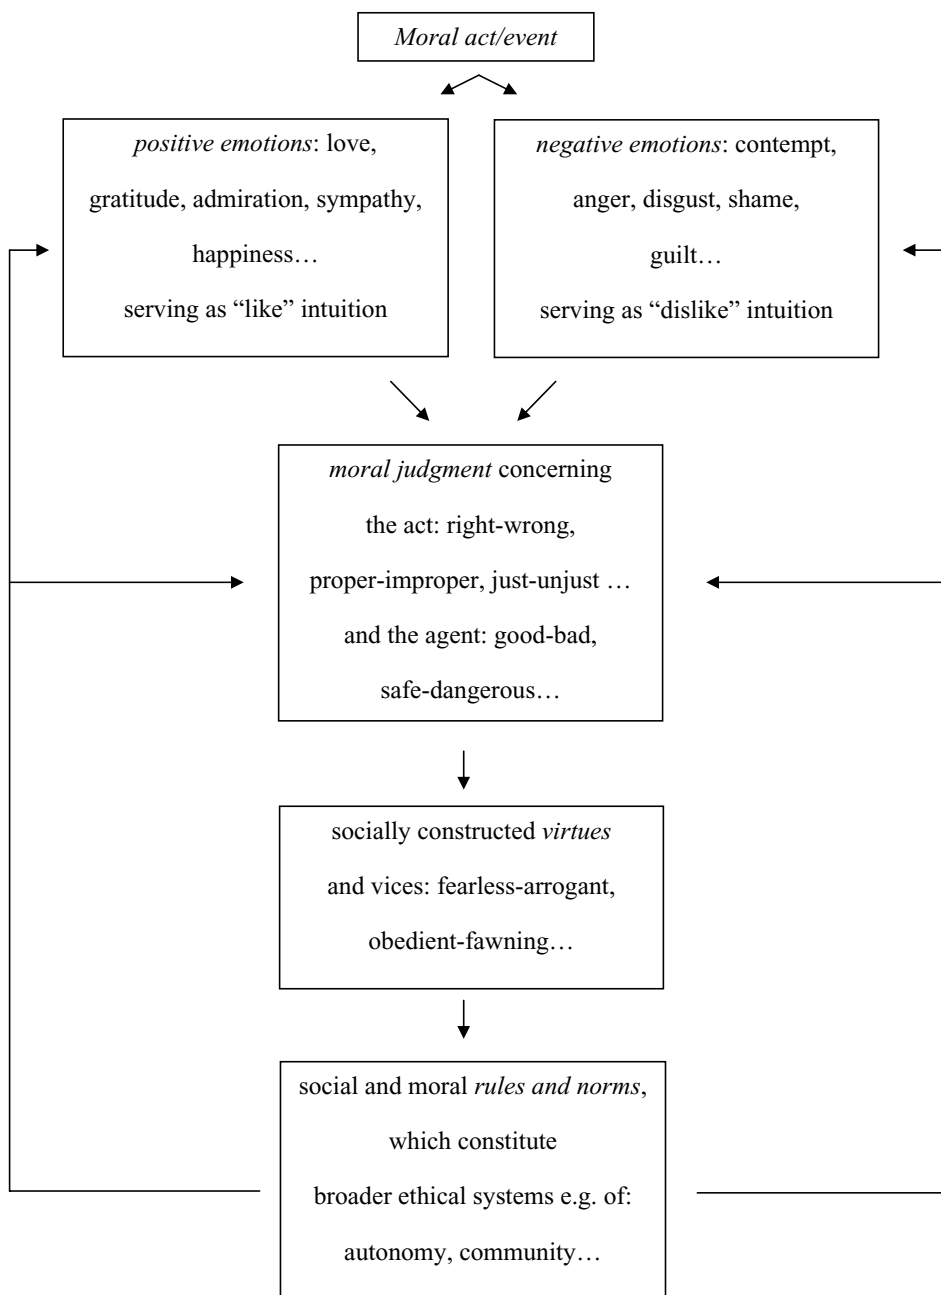 Moral act/event
positive emotions: love,
gratitude, admiration, sympathy,
happiness…
serving as “like” intuition
negative emotions: contempt,
anger, disgust, shame,
guilt…
serving as “dislike” intuition
moral judgment concerning
the act: right-wrong,
proper-improper, just-unjust …
and the agent: good-bad,
safe-dangerous…
socially constructed virtues
and vices: fearless-arrogant,
obedient-fawning…
social and moral rules and norms,
which constitute
broader ethical systems e.g. of:
autonomy, community…